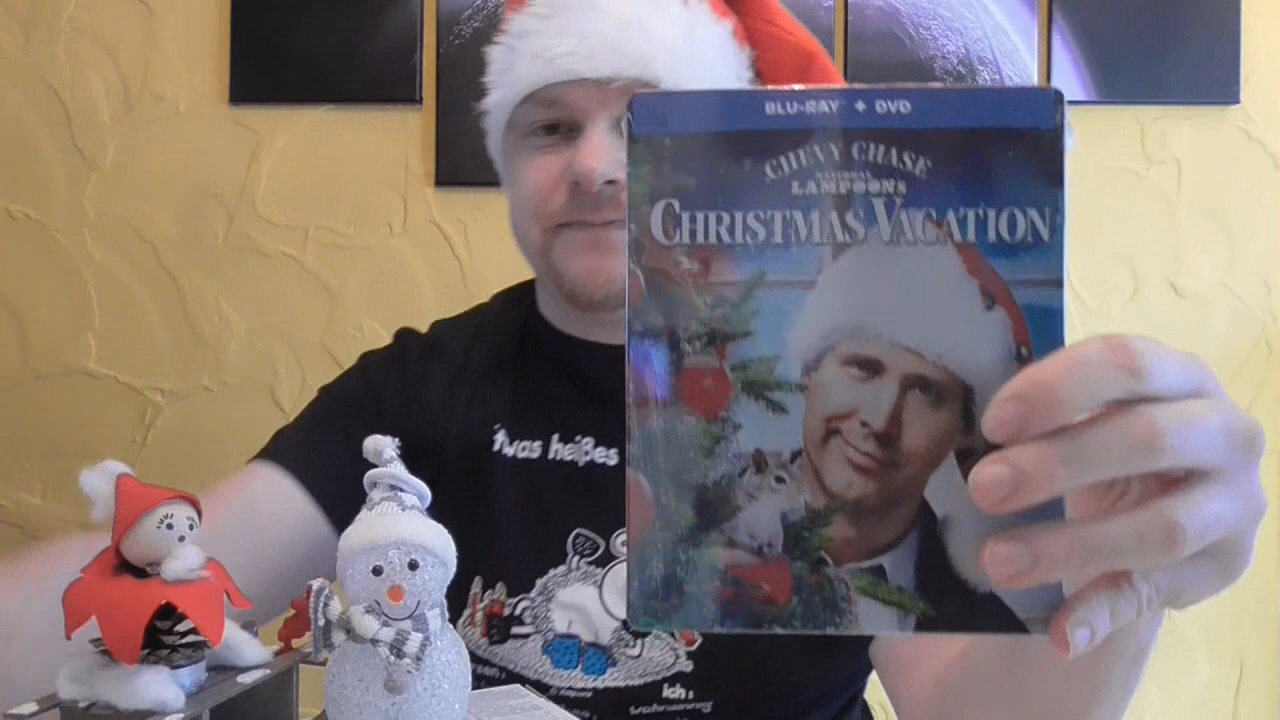 BLU-RAY + DVD
CHEVY CHASE
NATIONAL
LAMPOON'S
CHRISTMAS VACATION
was heißes
ich: